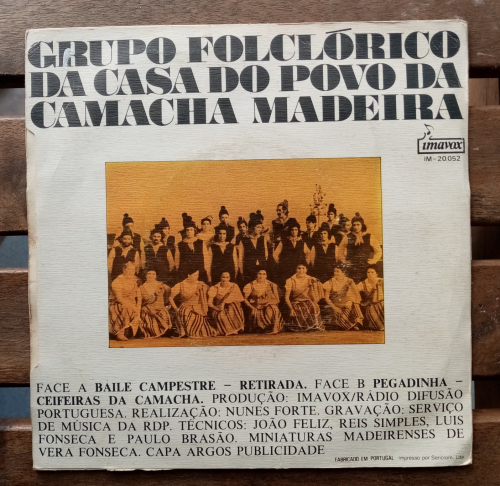 GRUPO FOLCLÓRICO
DA CASA DO POVO DA
CAMACHA MADEIRA
imavox
IM-20.052
FACE A BAILE CAMPESTRE – RETIRADA. FACE B PEGADINHA –
CEIFEIRAS DA CAMACHA. PRODUÇÃO: IMAVOX/RÁDIO DIFUSÃO
PORTUGUESA. REALIZAÇÃO: NUNES FORTE. GRAVAÇÃO: SERVIÇO
DE MÚSICA DA RDP. TÉCNICOS: JOÃO FELIZ, REIS SIMPLES, LUIS
FONSECA E PAULO BRASÃO. MINIATURAS MADEIRENSES DE
VERA FONSECA. CAPA ARGOS PUBLICIDADE
FABRICADO EM PORTUGAL Impresso por